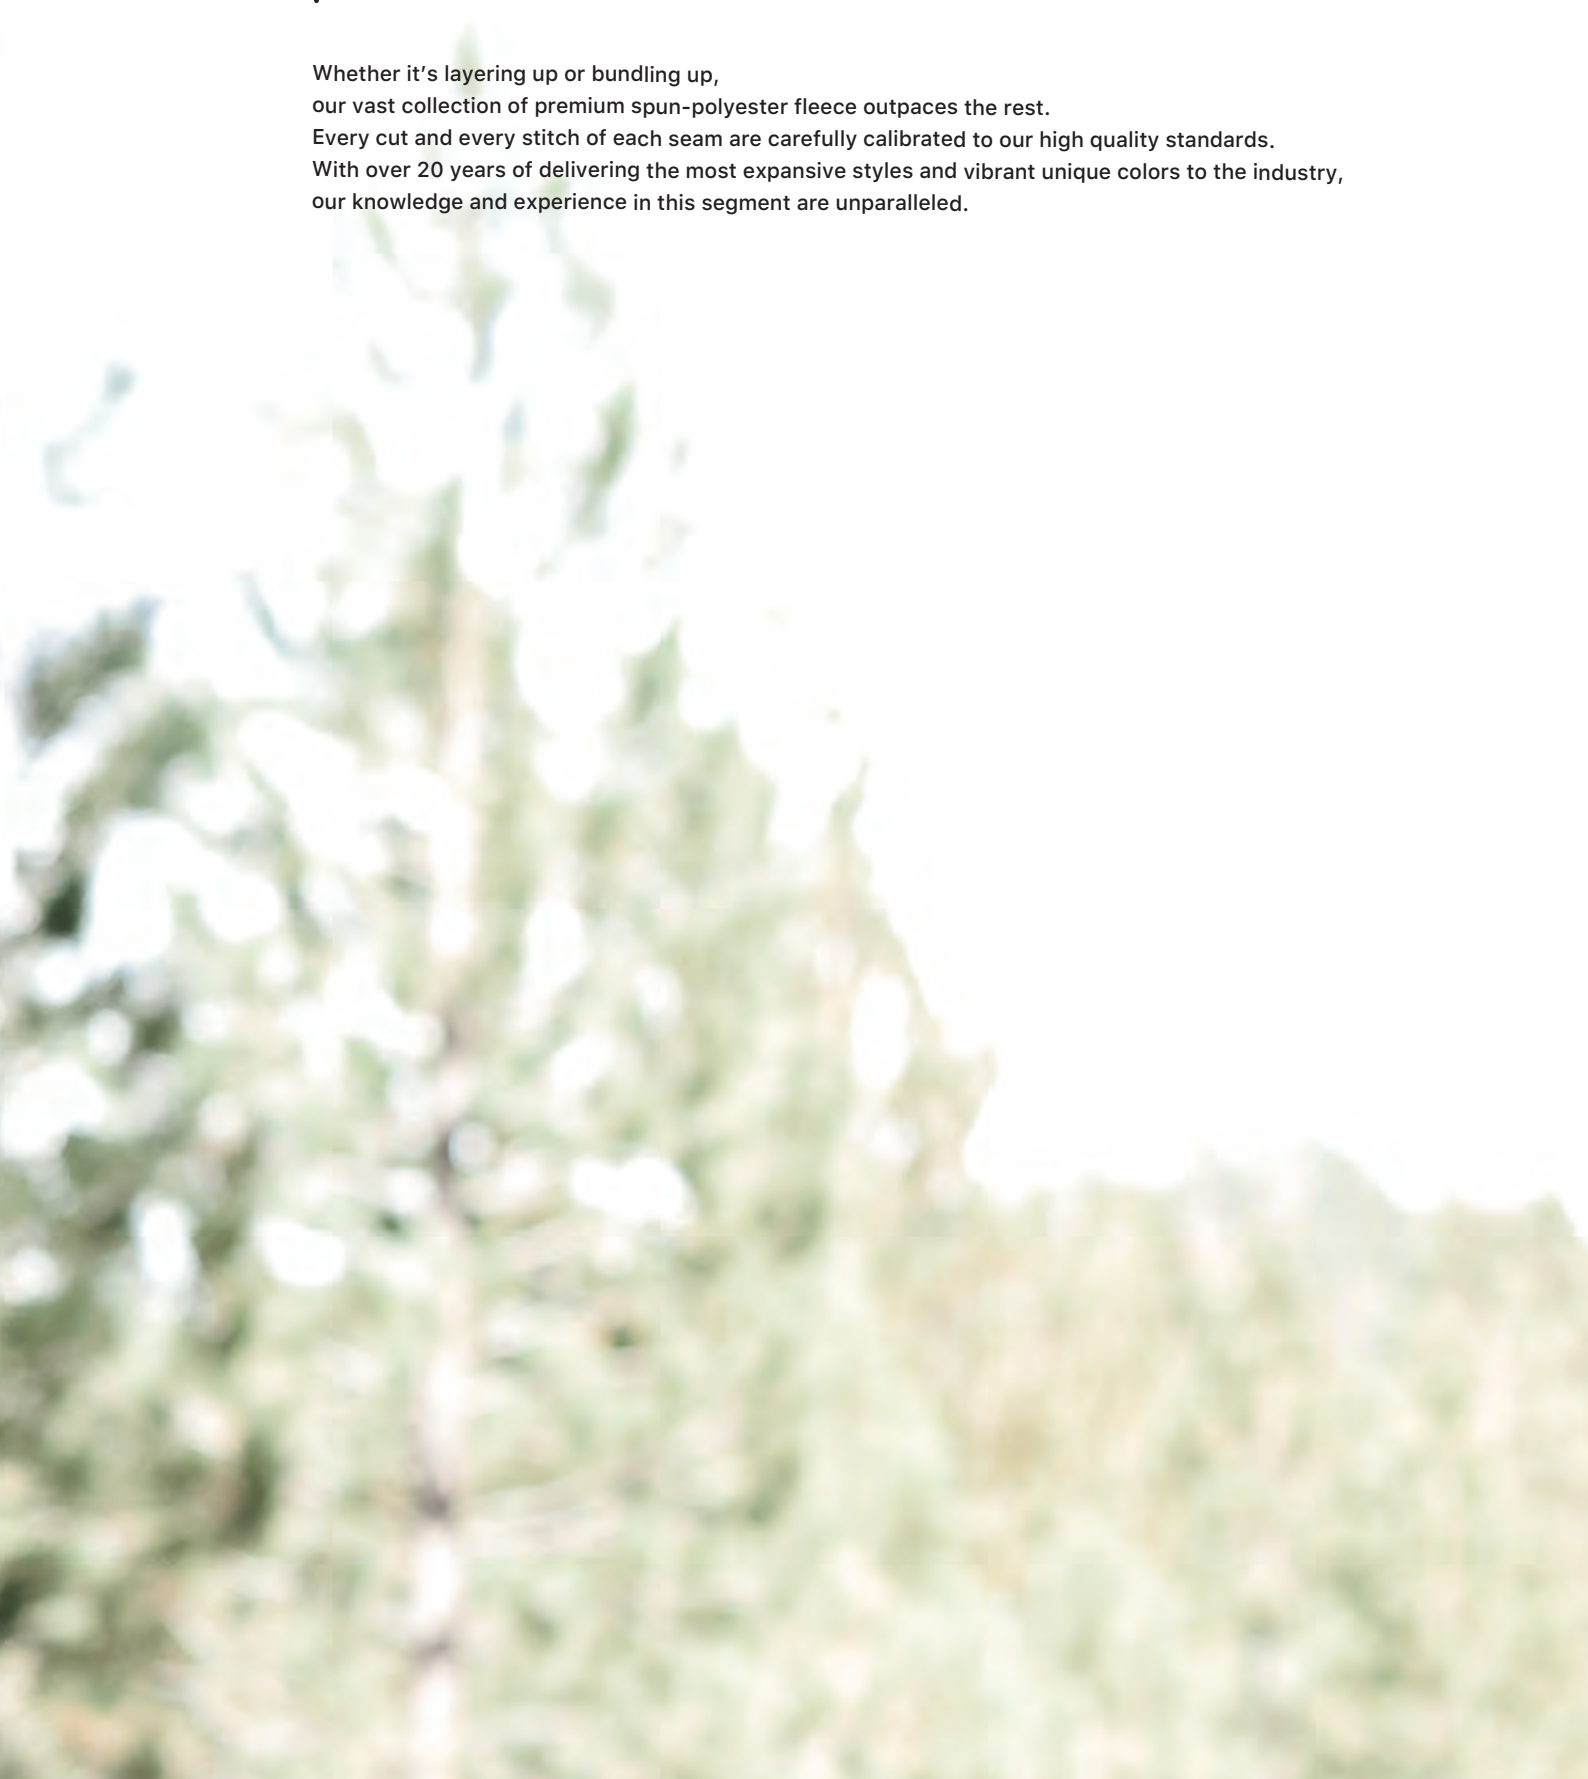 Whether it’s layering up or bundling up,
our vast collection of premium spun-polyester fleece outpaces the rest.
Every cut and every stitch of each seam are carefully calibrated to our high quality standards.
With over 20 years of delivering the most expansive styles and vibrant unique colors to the industry,
our knowledge and experience in this segment are unparalleled.